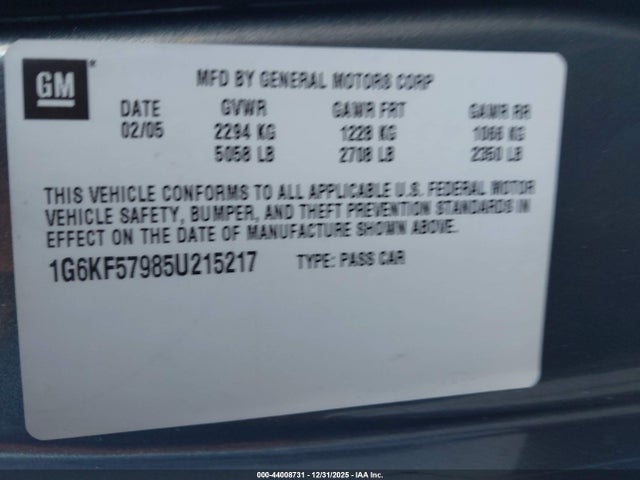 GM*
MFD BY GENERAL MOTORS CORP
DATE GVWR GAWR FRT GAWR RR
02/05 2294 KG 1228 KG 1066 KG
5058 LB 2708 LB 2350 LB
THIS VEHICLE CONFORMS TO ALL APPLICABLE U.S. FEDERAL MOTOR
VEHICLE SAFETY, BUMPER, AND THEFT PREVENTION STANDARDS IN
EFFECT ON THE DATE OF MANUFACTURE SHOWN ABOVE.
1G6KF57985U215217 TYPE: PASS CAR
000-44008731 - 12/31/2025 - IAA Inc.